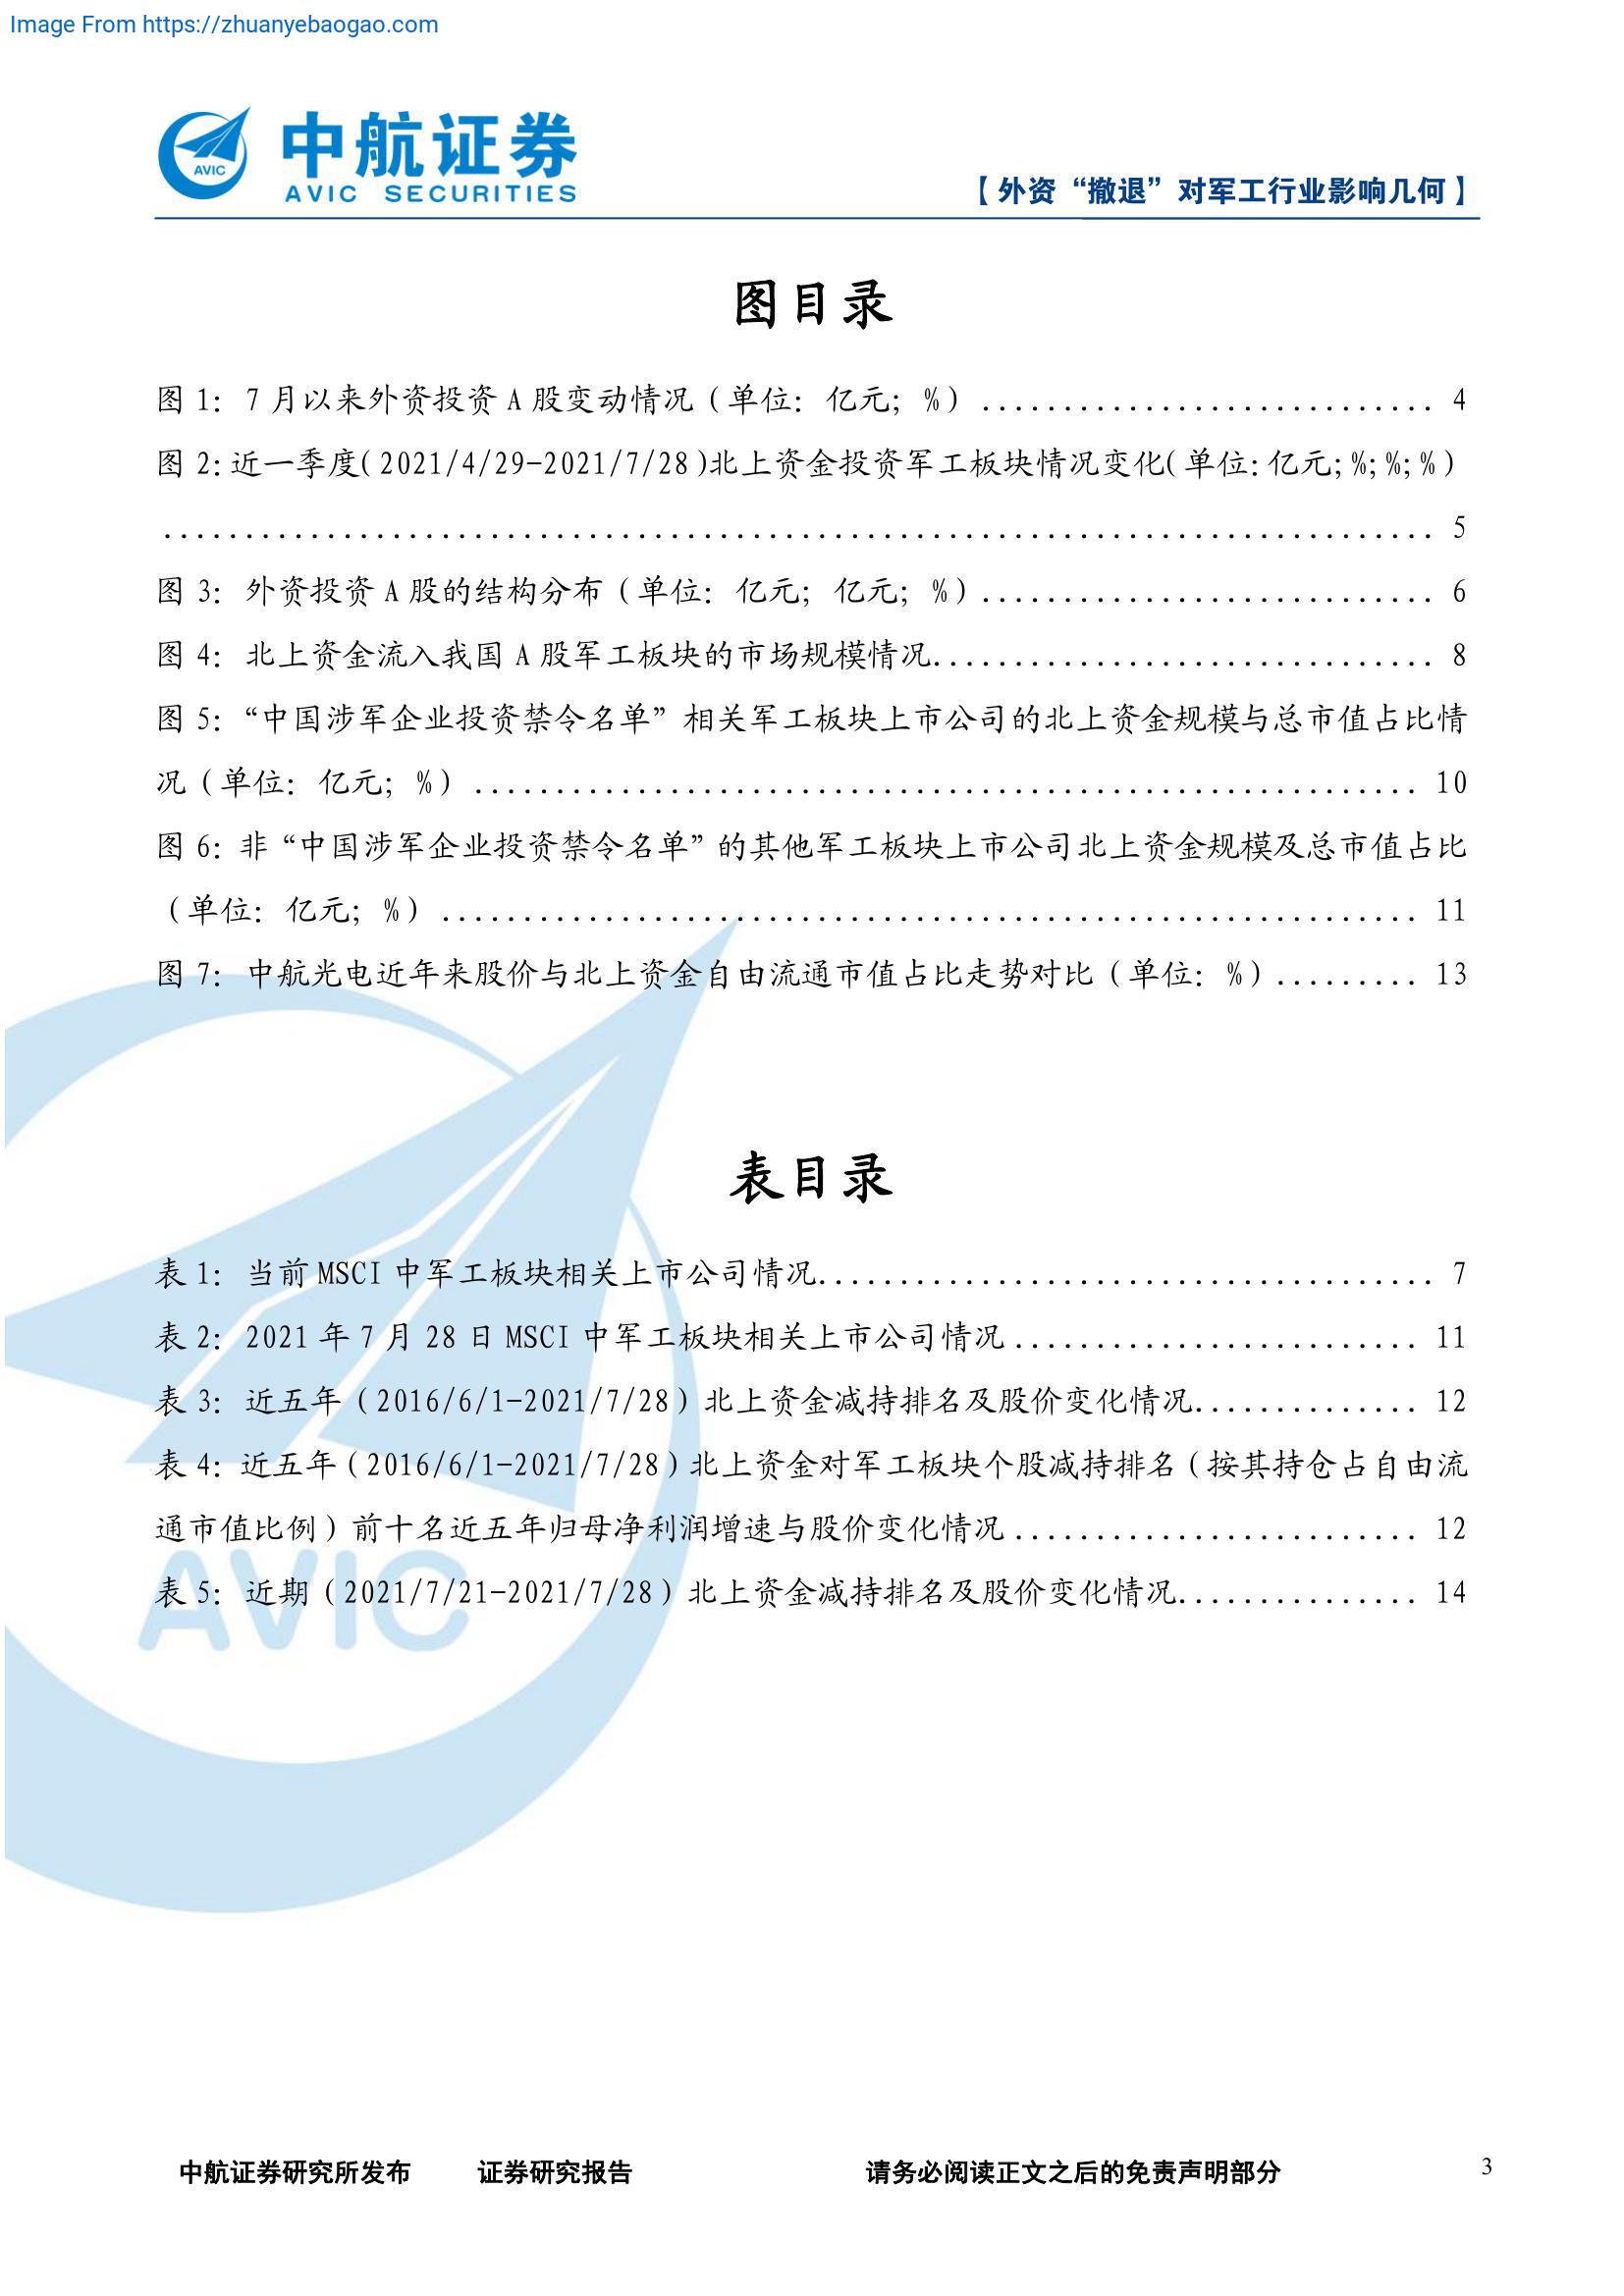 Image From https://zhuanyebaogao.com
AVIC
中航证券
AVIC SECURITIES
【外资“撤退”对军工行业影响几何】
图目录
图 1: 7 月以来外资投资 A 股变动情况（单位: 亿元; %） ............................ 4
图 2: 近一季度(2021/4/29-2021/7/28)北上资金投资军工板块情况变化(单位: 亿元; %; %; %)
.............................................................................. 5
图 3: 外资投资 A 股的结构分布（单位: 亿元; 亿元; %）............................ 6
图 4: 北上资金流入我国 A 股军工板块的市场规模情况............................... 8
图 5: “中国涉军企业投资禁令名单”相关军工板块上市公司的北上资金规模与总市值占比情
况（单位: 亿元; %） .......................................................... 10
图 6: 非“中国涉军企业投资禁令名单”的其他军工板块上市公司北上资金规模及总市值占比
（单位: 亿元; %） ............................................................ 11
图 7: 中航光电近年来股价与北上资金自由流通市值占比走势对比（单位: %）......... 13
表目录
表 1: 当前 MSCI 中军工板块相关上市公司情况...................................... 7
表 2: 2021 年 7 月 28 日 MSCI 中军工板块相关上市公司情况 ......................... 11
表 3: 近五年（2016/6/1-2021/7/28）北上资金减持排名及股价变化情况.............. 12
表 4: 近五年（2016/6/1-2021/7/28）北上资金对军工板块个股减持排名（按其持仓占自由流
通市值比例）前十名近五年归母净利润增速与股价变化情况 ......................... 12
表 5: 近期（2021/7/21-2021/7/28）北上资金减持排名及股价变化情况............... 14
AVIC
中航证券研究所发布 证券研究报告 请务必阅读正文之后的免责声明部分 3